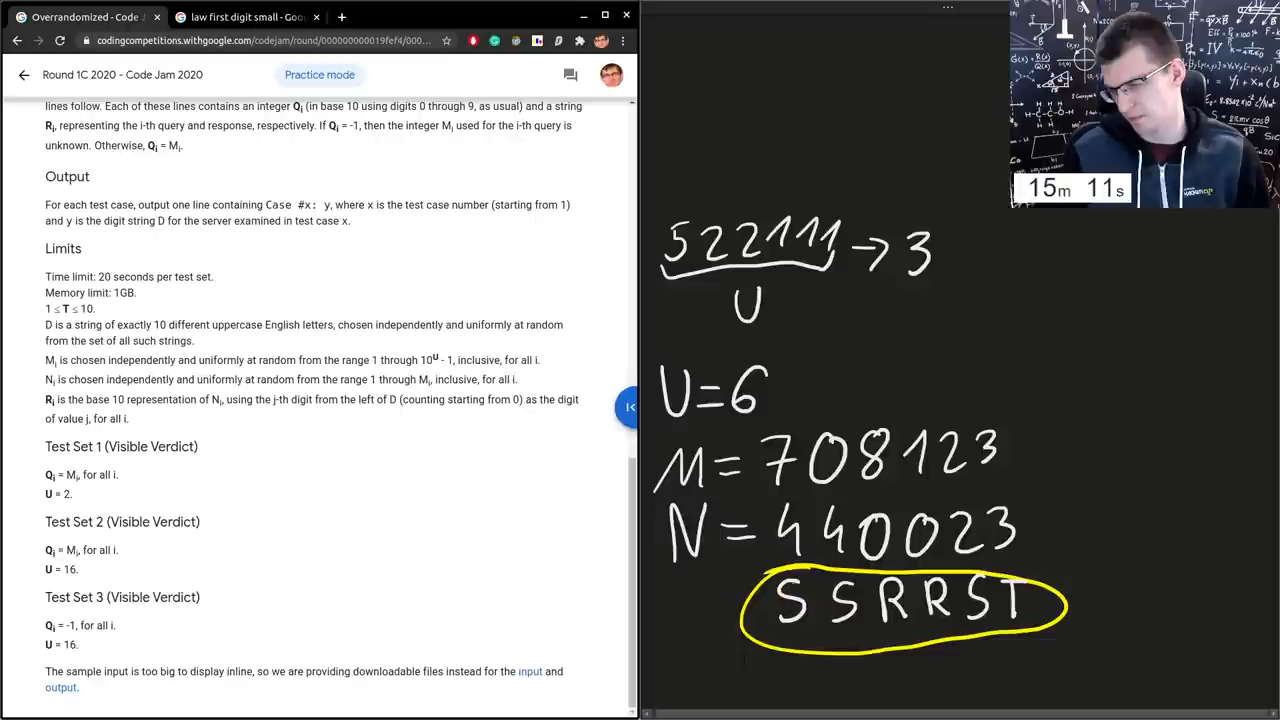 Overrandomized - Code J
law first digit small - Goo
codingcompetitions.withgoogle.com/codejam/round/000000000019fef4/000...
Round 1C 2020 - Code Jam 2020
Practice mode
lines follow. Each of these lines contains an integer Qi (in base 10 using digits 0 through 9, as usual) and a string
Ri, representing the i-th query and response, respectively. If Qi = -1, then the integer Mi used for the i-th query is
unknown. Otherwise, Qi = Mi.
Output
For each test case, output one line containing Case #x: y, where x is the test case number (starting from 1)
and y is the digit string D for the server examined in test case x.
Limits
Time limit: 20 seconds per test set.
Memory limit: 1GB.
1 ≤ T ≤ 10.
D is a string of exactly 10 different uppercase English letters, chosen independently and uniformly at random
from the set of all such strings.
Mi is chosen independently and uniformly at random from the range 1 through 10^U - 1, inclusive, for all i.
Ni is chosen independently and uniformly at random from the range 1 through Mi, inclusive, for all i.
Ri is the base 10 representation of Ni, using the j-th digit from the left of D (counting starting from 0) as the digit
of value j, for all i.
Test Set 1 (Visible Verdict)
Qi = Mi, for all i.
U = 2.
Test Set 2 (Visible Verdict)
Qi = Mi, for all i.
U = 16.
Test Set 3 (Visible Verdict)
Qi = -1, for all i.
U = 16.
The sample input is too big to display inline, so we are providing downloadable files instead for the input and
output.
15m 11s
522111 → 3
U
U=6
M= 708123
N = 440023
SSRRST